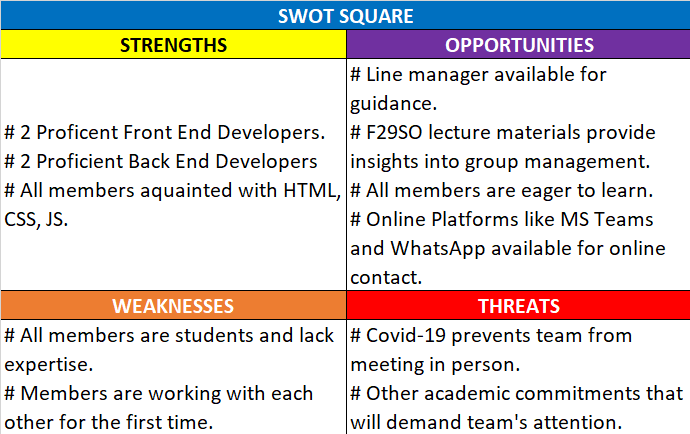 SWOT SQUARE
STRENGTHS
# 2 Proficent Front End Developers.
# 2 Proficient Back End Developers
# All members aquainted with HTML,
CSS, JS.
OPPORTUNITIES
# Line manager available for
guidance.
# F29SO lecture materials provide
insights into group management.
# All members are eager to learn.
# Online Platforms like MS Teams
and WhatsApp available for online
contact.
WEAKNESSES
# All members are students and lack
expertise.
# Members are working with each
other for the first time.
THREATS
# Covid-19 prevents team from
meeting in person.
# Other academic commitments that
will demand team's attention.